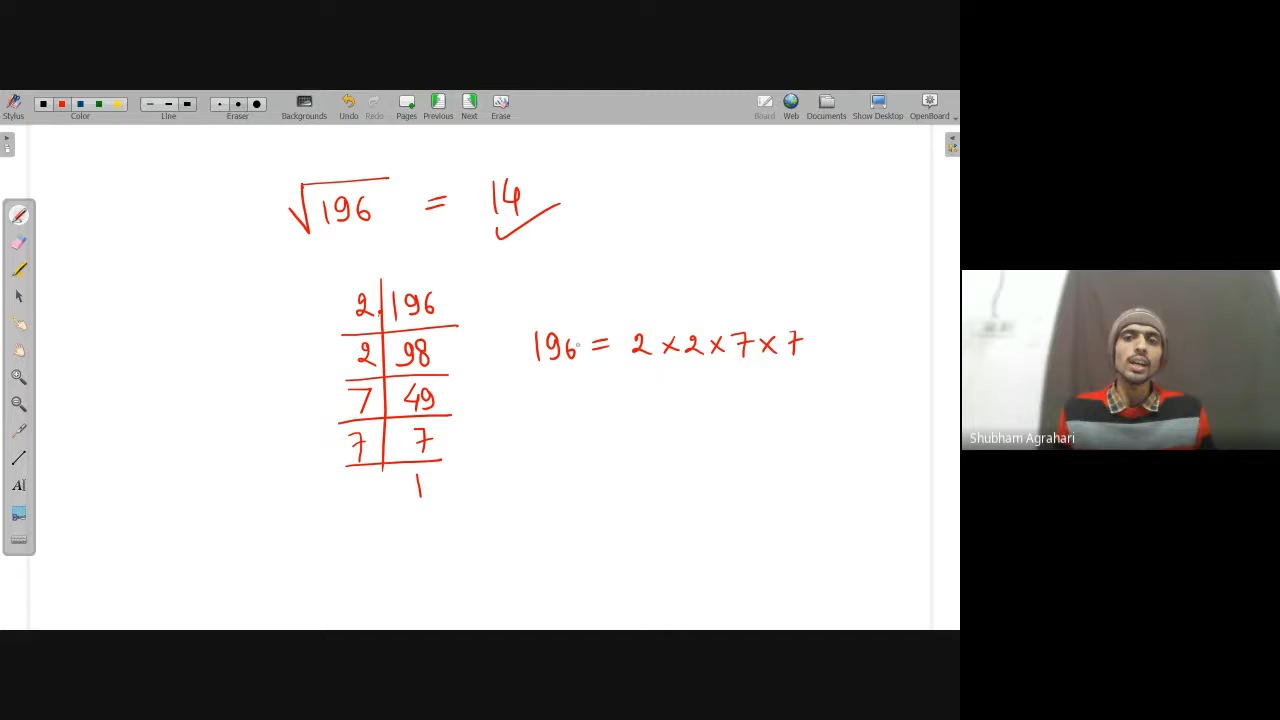 Stylus Color Line Eraser Backgrounds Undo Redo Pages Previous Next Erase Board Web Documents Show Desktop OpenBoard
√196 = 14
2 196
2 98
7 49
7 7
1
196 = 2 × 2 × 7 × 7
Shubham Agrahari